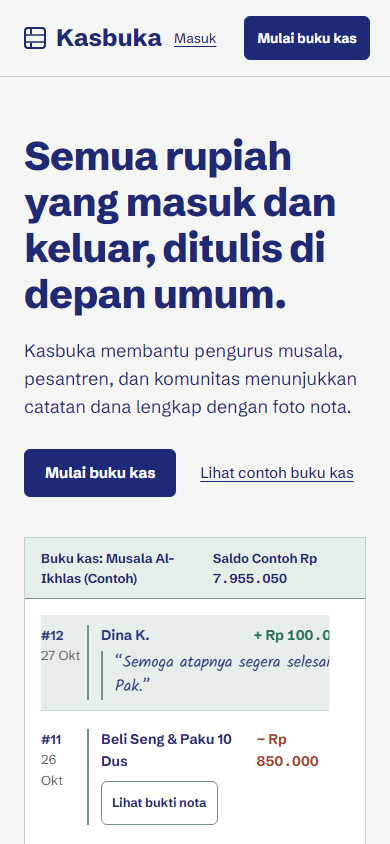 Kasbuka
Masuk
Mulai buku kas
Semua rupiah
yang masuk dan
keluar, ditulis di
depan umum.
Kasbuka membantu pengurus musala,
pesantren, dan komunitas menunjukkan
catatan dana lengkap dengan foto nota.
Mulai buku kas
Lihat contoh buku kas
Buku kas: Musala Al-
Ikhlas (Contoh)
Saldo Contoh Rp
7.955.050
#12
27 Okt
Dina K.
+ Rp 100.0
“Semoga atapnya segera selesai
Pak.”
#11
26
Okt
Beli Seng & Paku 10
Dus
− Rp
850.000
Lihat bukti nota